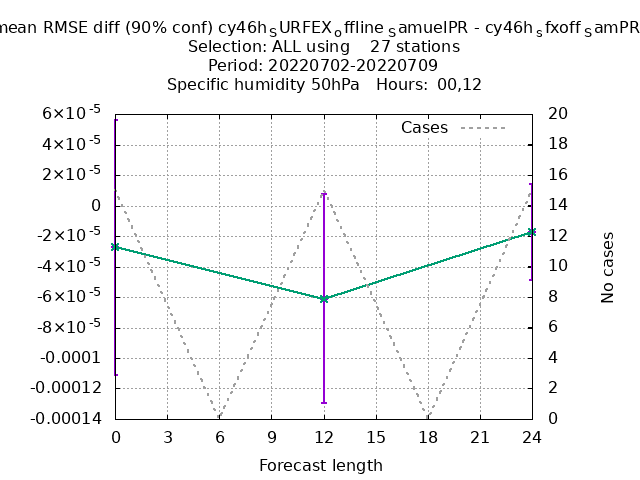 mean RMSE diff (90% conf) cy46h_SURFEX_offline_samuelPR - cy46h_sfxoff_samPR
Selection: ALL using 27 stations
Period: 20220702-20220709
Specific humidity 50hPa Hours: 00,12
6×10^-5
4×10^-5
2×10^-5
0
-2×10^-5
-4×10^-5
-6×10^-5
-8×10^-5
-0.0001
-0.00012
-0.00014
Cases
20
18
16
14
12
10
8
6
4
2
0
No cases
0 3 6 9 12 15 18 21 24
Forecast length